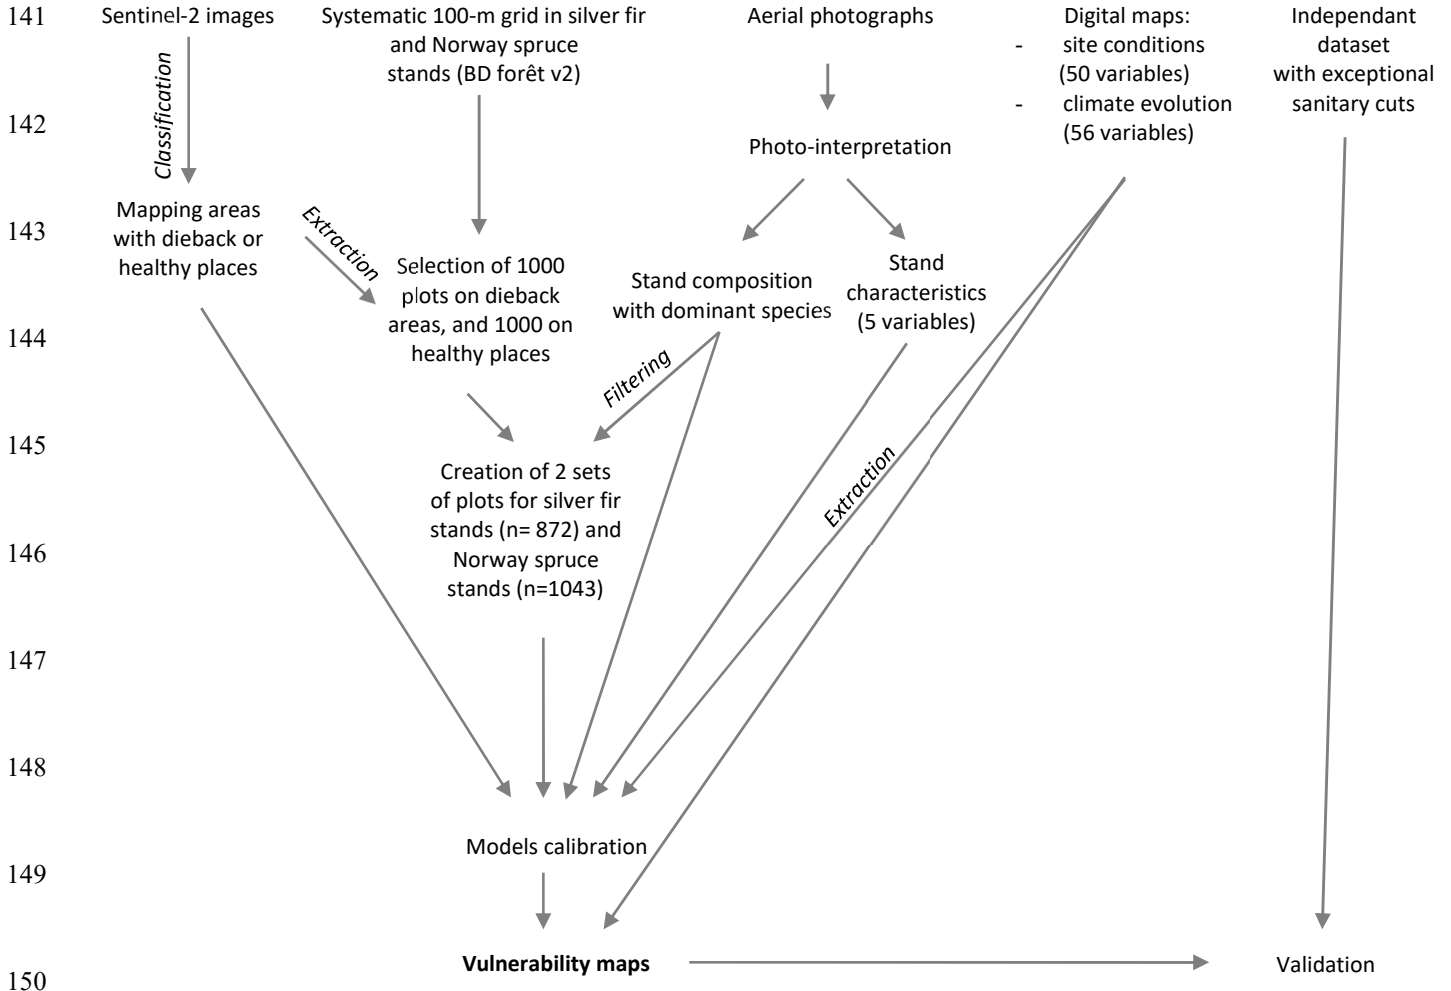 141
Sentinel-2 images
Systematic 100-m grid in silver fir
and Norway spruce
stands (BD forêt v2)
Aerial photographs
Digital maps:
- site conditions
(50 variables)
- climate evolution
(56 variables)
Independant
dataset
with exceptional
sanitary cuts
Classification
142
Photo-interpretation
143
Mapping areas
with dieback or
healthy places
Extraction
Selection of 1000
plots on dieback
areas, and 1000 on
healthy places
Stand composition
with dominant species
Stand
characteristics
(5 variables)
144
Filtering
145
Creation of 2 sets
of plots for silver fir
stands (n= 872) and
Norway spruce
stands (n=1043)
Extraction
146
147
148
Models calibration
149
Vulnerability maps
Validation
150